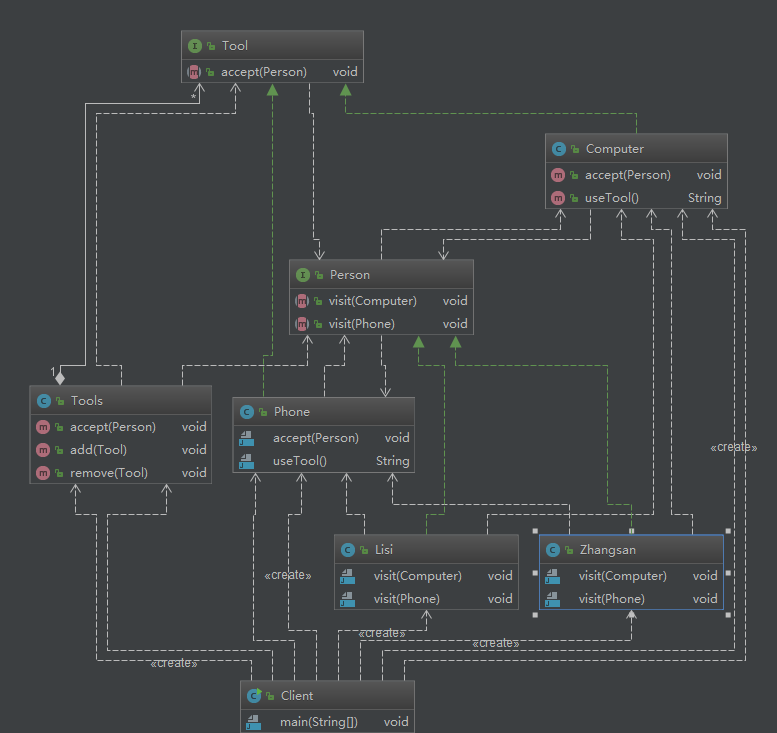 Tool
accept(Person) void
*
Computer
accept(Person) void
useTool() String
Person
visit(Computer) void
visit(Phone) void
1
Tools
accept(Person) void
add(Tool) void
remove(Tool) void
Phone
accept(Person) void
useTool() String
«create»
Lisi
visit(Computer) void
visit(Phone) void
Zhangsan
visit(Computer) void
visit(Phone) void
«create»
«create»
«create»
«create»
Client
main(String[]) void